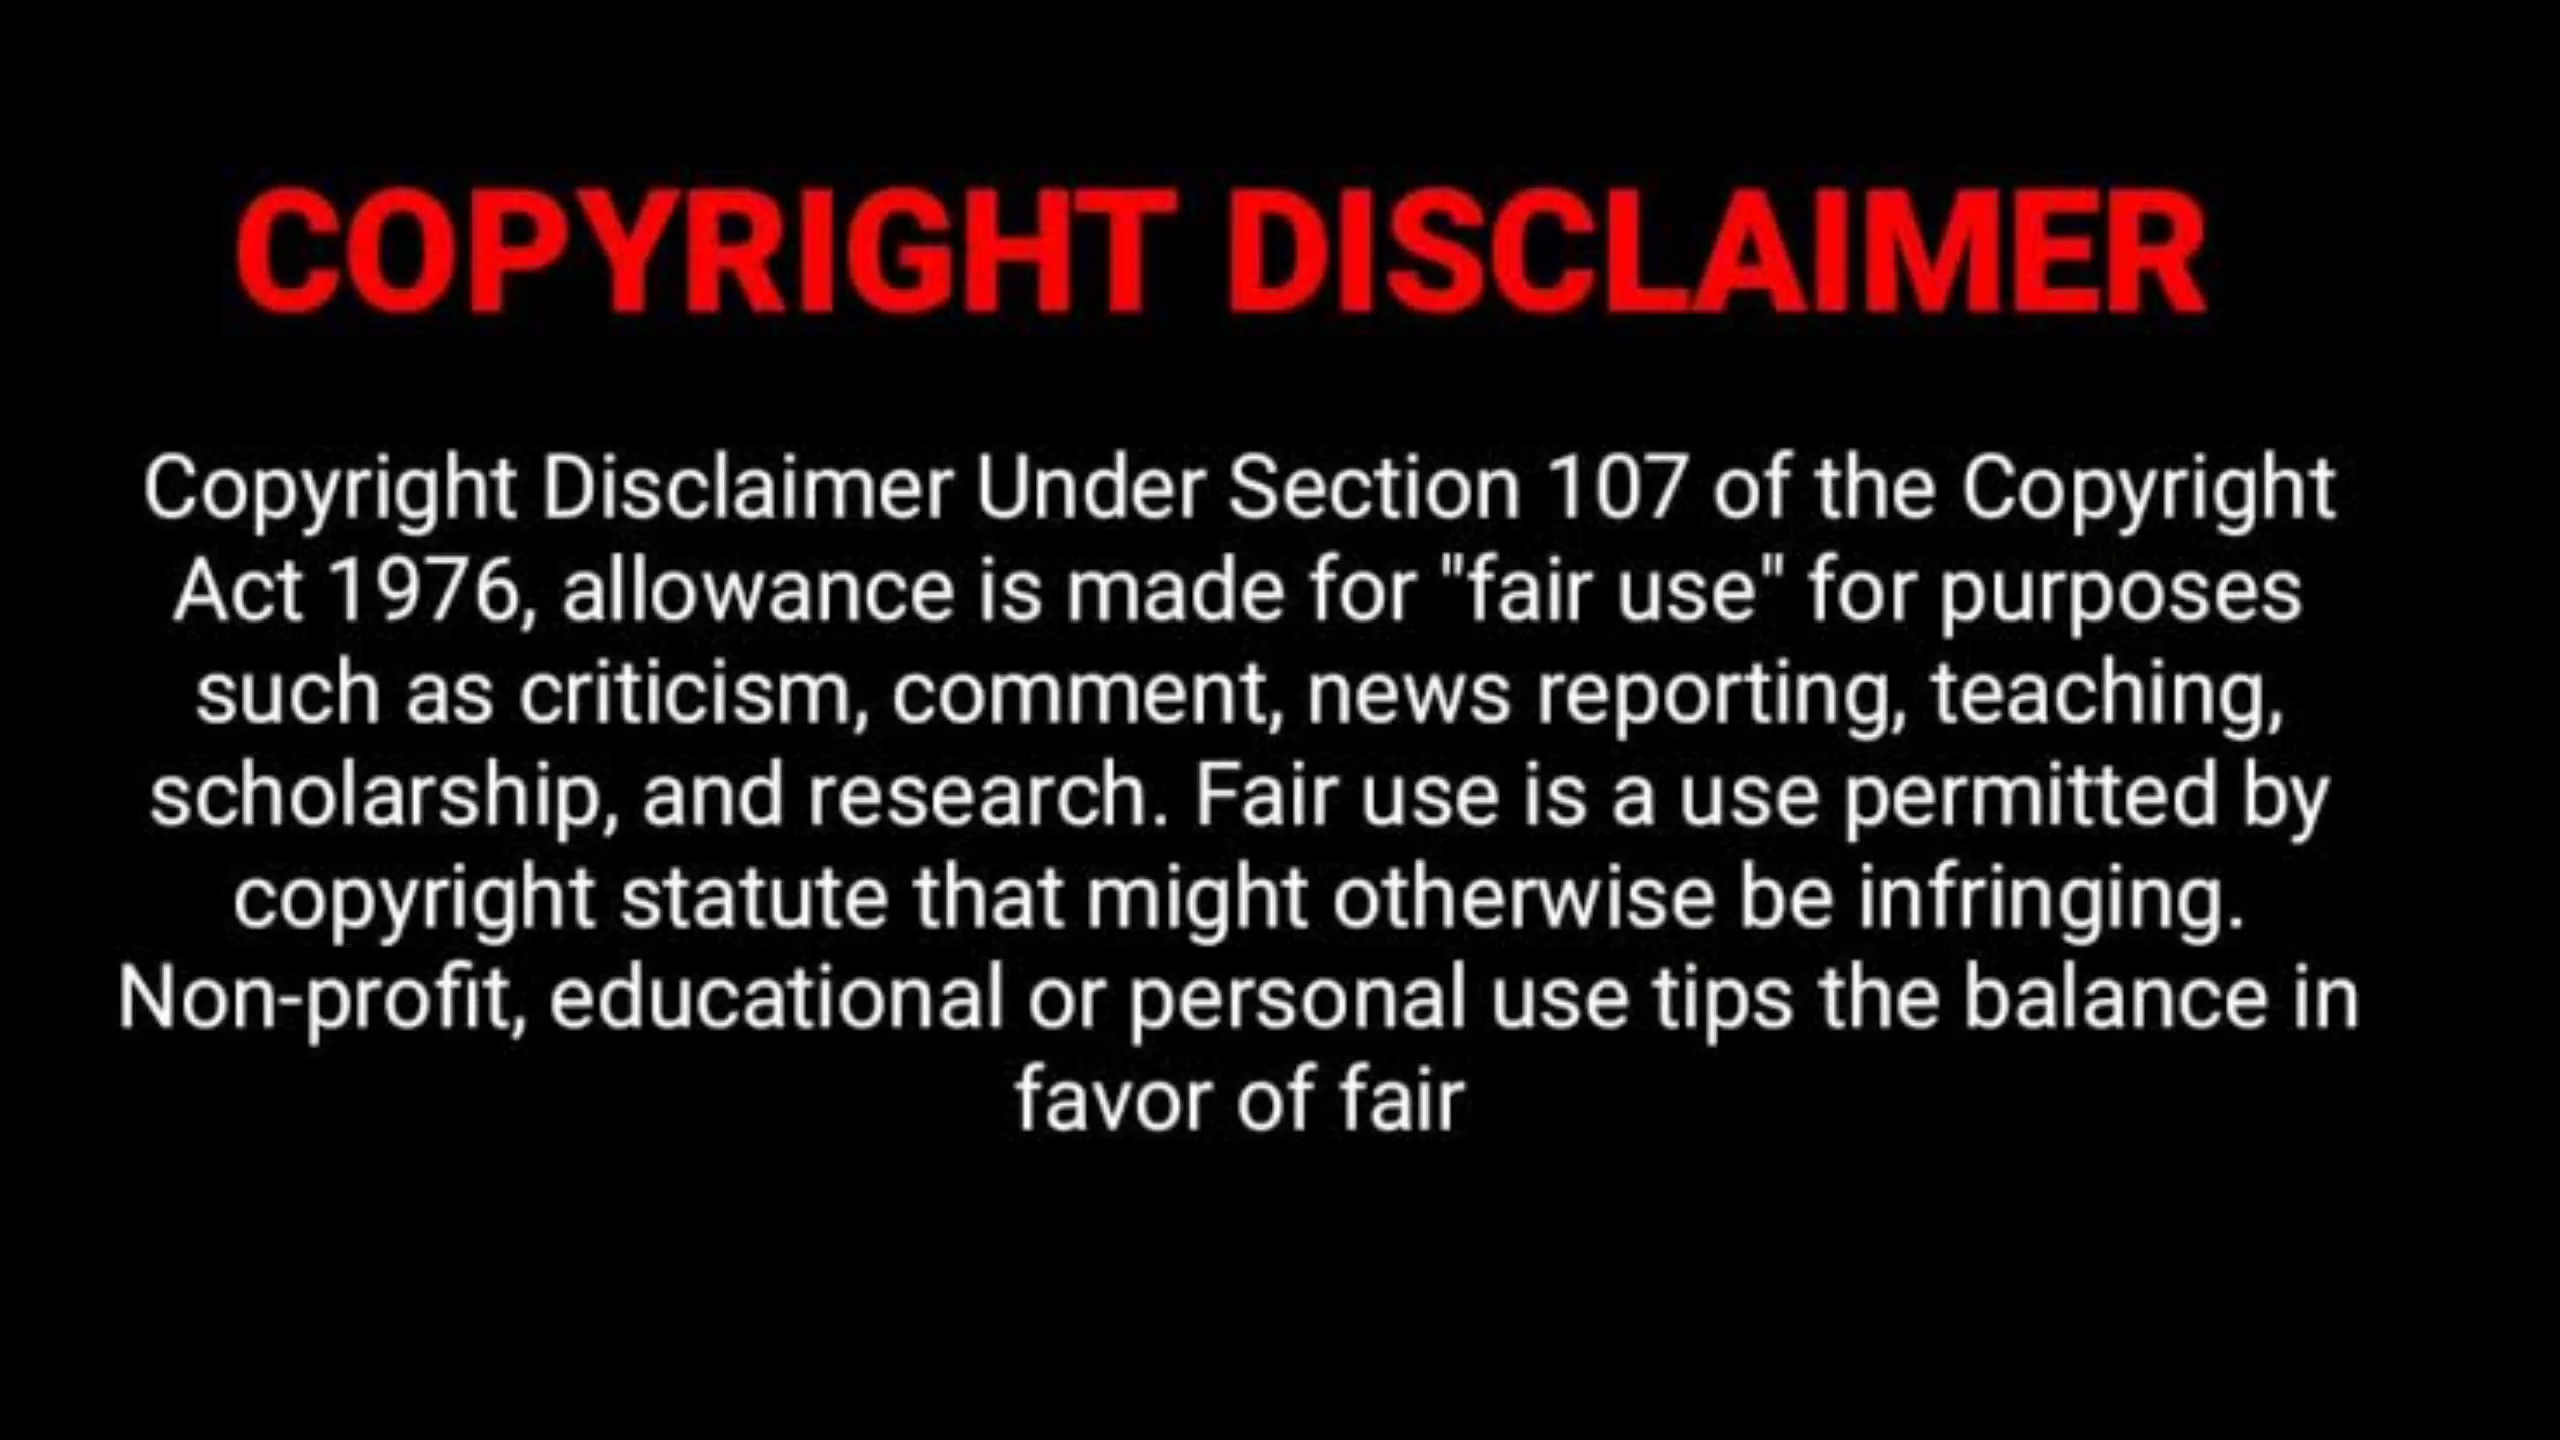 COPYRIGHT DISCLAIMER
Copyright Disclaimer Under Section 107 of the Copyright
Act 1976, allowance is made for "fair use" for purposes
such as criticism, comment, news reporting, teaching,
scholarship, and research. Fair use is a use permitted by
copyright statute that might otherwise be infringing.
Non-profit, educational or personal use tips the balance in
favor of fair